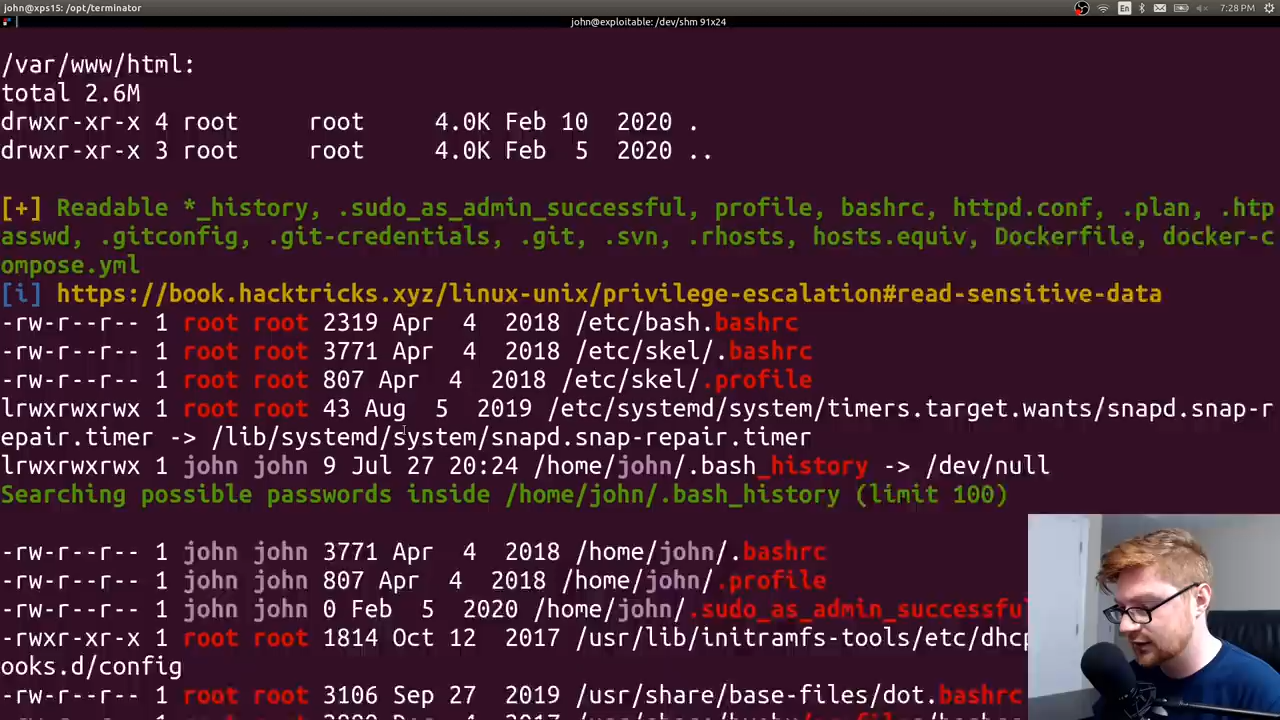 john@xps15: /opt/terminator
En
7:28 PM
john@exploitable: /dev/shm 91x24
/var/www/html:
total 2.6M
drwxr-xr-x 4 root root 4.0K Feb 10 2020 .
drwxr-xr-x 3 root root 4.0K Feb 5 2020 ..
[+] Readable *_history, .sudo_as_admin_successful, profile, bashrc, httpd.conf, .plan, .htp
asswd, .gitconfig, .git-credentials, .git, .svn, .rhosts, hosts.equiv, Dockerfile, docker-c
ompose.yml
[i] https://book.hacktricks.xyz/linux-unix/privilege-escalation#read-sensitive-data
-rw-r--r-- 1 root root 2319 Apr 4 2018 /etc/bash.bashrc
-rw-r--r-- 1 root root 3771 Apr 4 2018 /etc/skel/.bashrc
-rw-r--r-- 1 root root 807 Apr 4 2018 /etc/skel/.profile
lrwxrwxrwx 1 root root 43 Aug 5 2019 /etc/systemd/system/timers.target.wants/snapd.snap-r
epair.timer -> /lib/systemd/system/snapd.snap-repair.timer
lrwxrwxrwx 1 john john 9 Jul 27 20:24 /home/john/.bash_history -> /dev/null
Searching possible passwords inside /home/john/.bash_history (limit 100)
-rw-r--r-- 1 john john 3771 Apr 4 2018 /home/john/.bashrc
-rw-r--r-- 1 john john 807 Apr 4 2018 /home/john/.profile
-rw-r--r-- 1 john john 0 Feb 5 2020 /home/john/.sudo_as_admin_successful
-rwxr-xr-x 1 root root 1814 Oct 12 2017 /usr/lib/initramfs-tools/etc/dhcp
ooks.d/config
-rw-r--r-- 1 root root 3106 Sep 27 2019 /usr/share/base-files/dot.bashrc